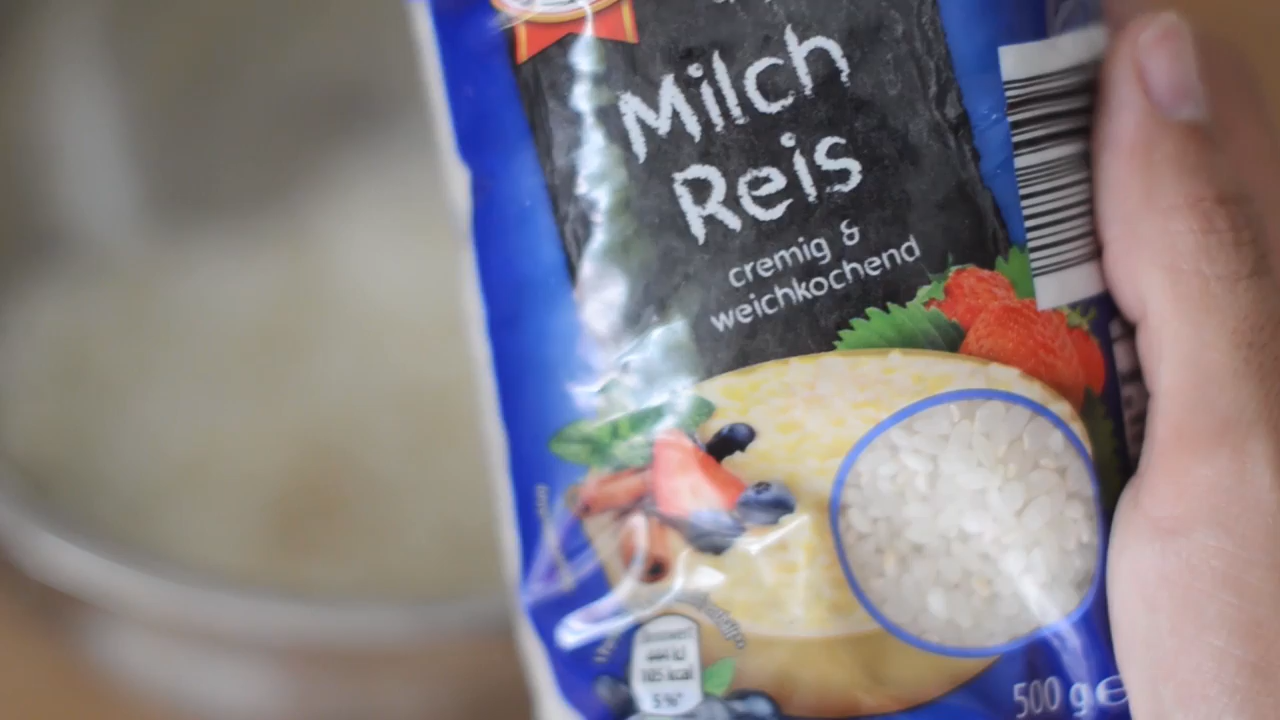 Milch
Reis
cremig &
weichkochend
500 g ℮